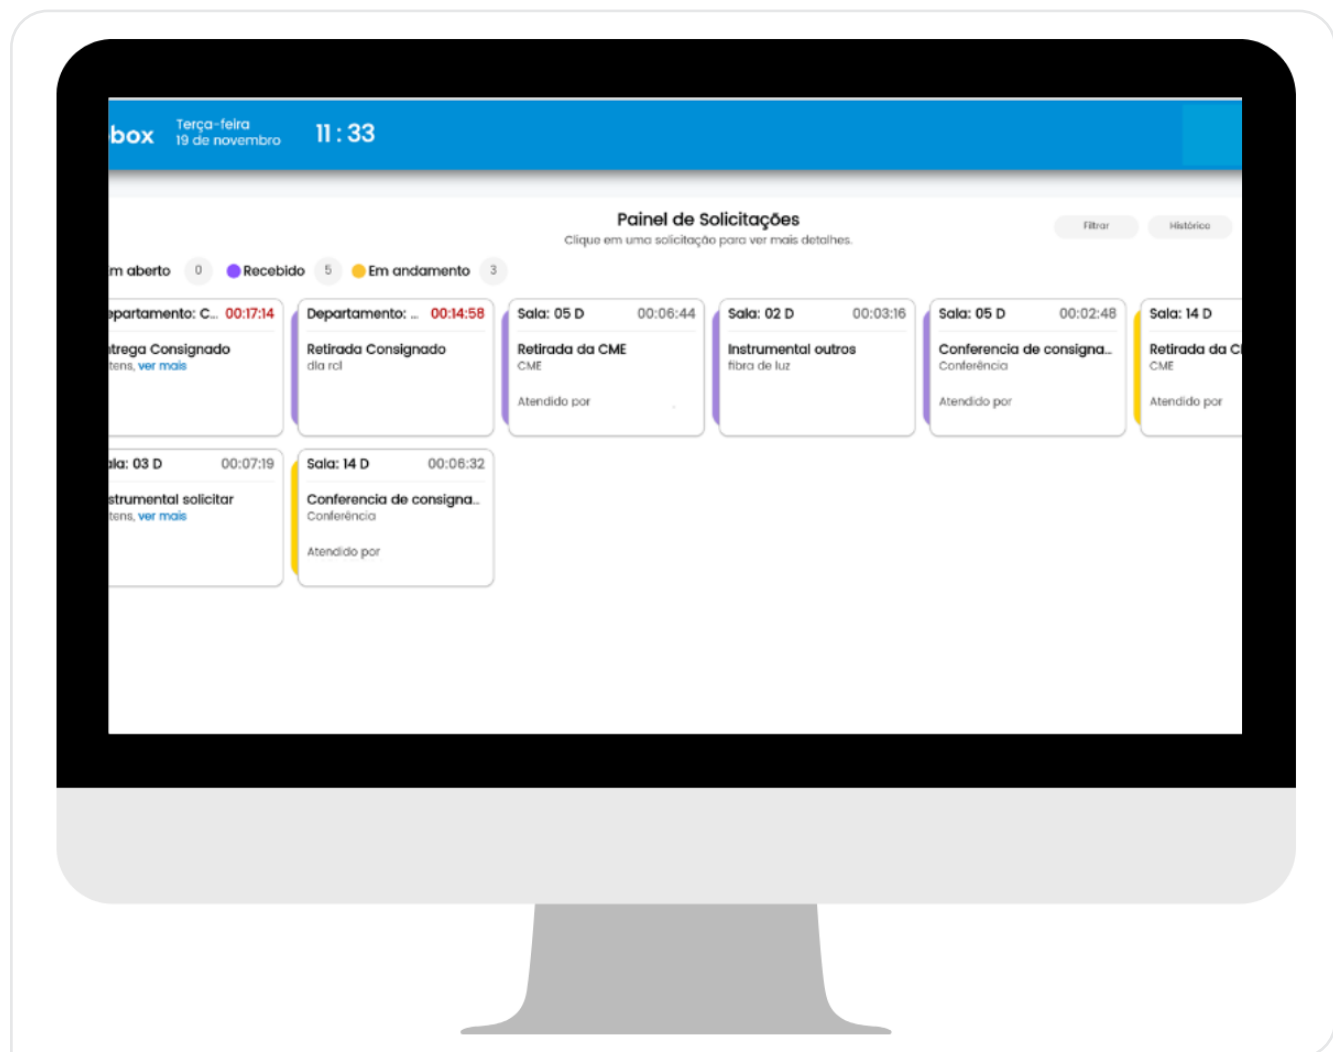 box
Terça-feira
19 de novembro
11 : 33
Painel de Solicitações
Clique em uma solicitação para ver mais detalhes.
Filtrar
Histórico
m aberto 0 Recebido 5 Em andamento 3
epartamento: C... 00:17:14
trega Consignado
tens, ver mais
Departamento: ... 00:14:58
Retirada Consignado
dla rcl
Sala: 05 D 00:06:44
Retirada da CME
CME
Atendido por
Sala: 02 D 00:03:16
Instrumental outros
fibra de luz
Sala: 05 D 00:02:48
Conferencia de consigna...
Conferência
Atendido por
Sala: 14 D
Retirada da C
CME
Atendido por
ala: 03 D 00:07:19
strumental solicitar
tens, ver mais
Sala: 14 D 00:06:32
Conferencia de consigna...
Conferência
Atendido por